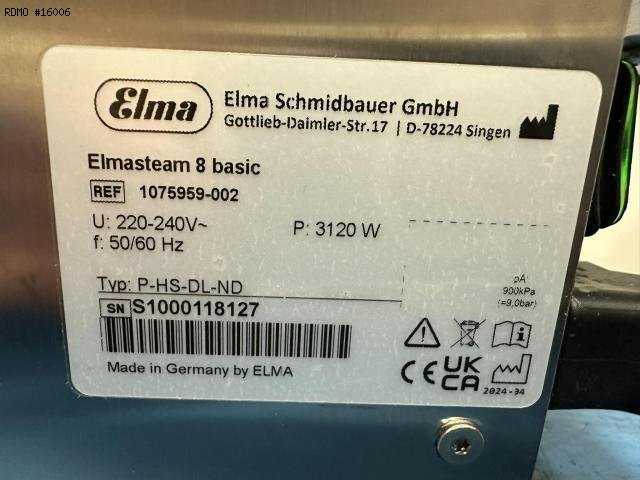 RDMO #16006
Elma
Elma Schmidbauer GmbH
Gottlieb-Daimler-Str.17 | D-78224 Singen
Elmasteam 8 basic
REF 1075959-002
U: 220-240V~
P: 3120 W
f: 50/60 Hz
Typ: P-HS-DL-ND
pA:
900kPa
(=9,0bar)
SN S1000118127
CE UK CA
Made in Germany by ELMA
2024-04